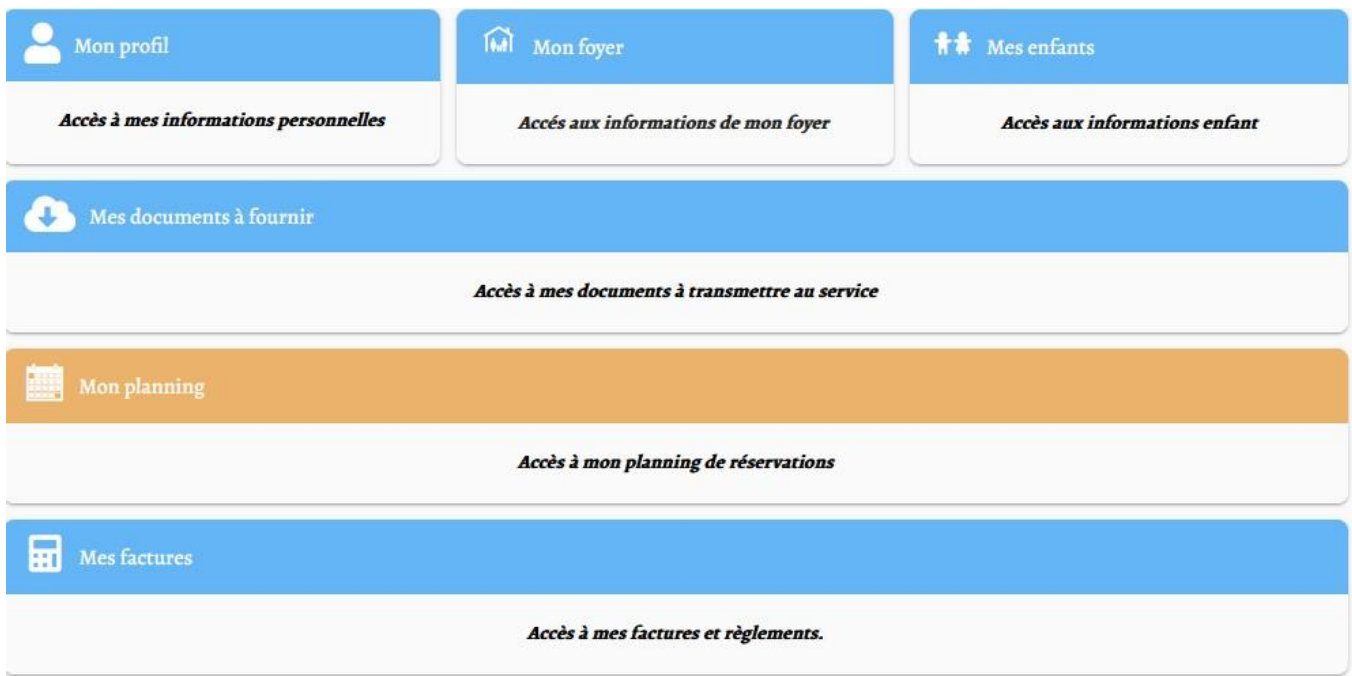 Mon profil
Mon foyer
Mes enfants
Accès à mes informations personnelles
Accés aux informations de mon foyer
Accès aux informations enfant
Mes documents à fournir
Accès à mes documents à transmettre au service
Mon planning
Accès à mon planning de réservations
Mes factures
Accès à mes factures et règlements.